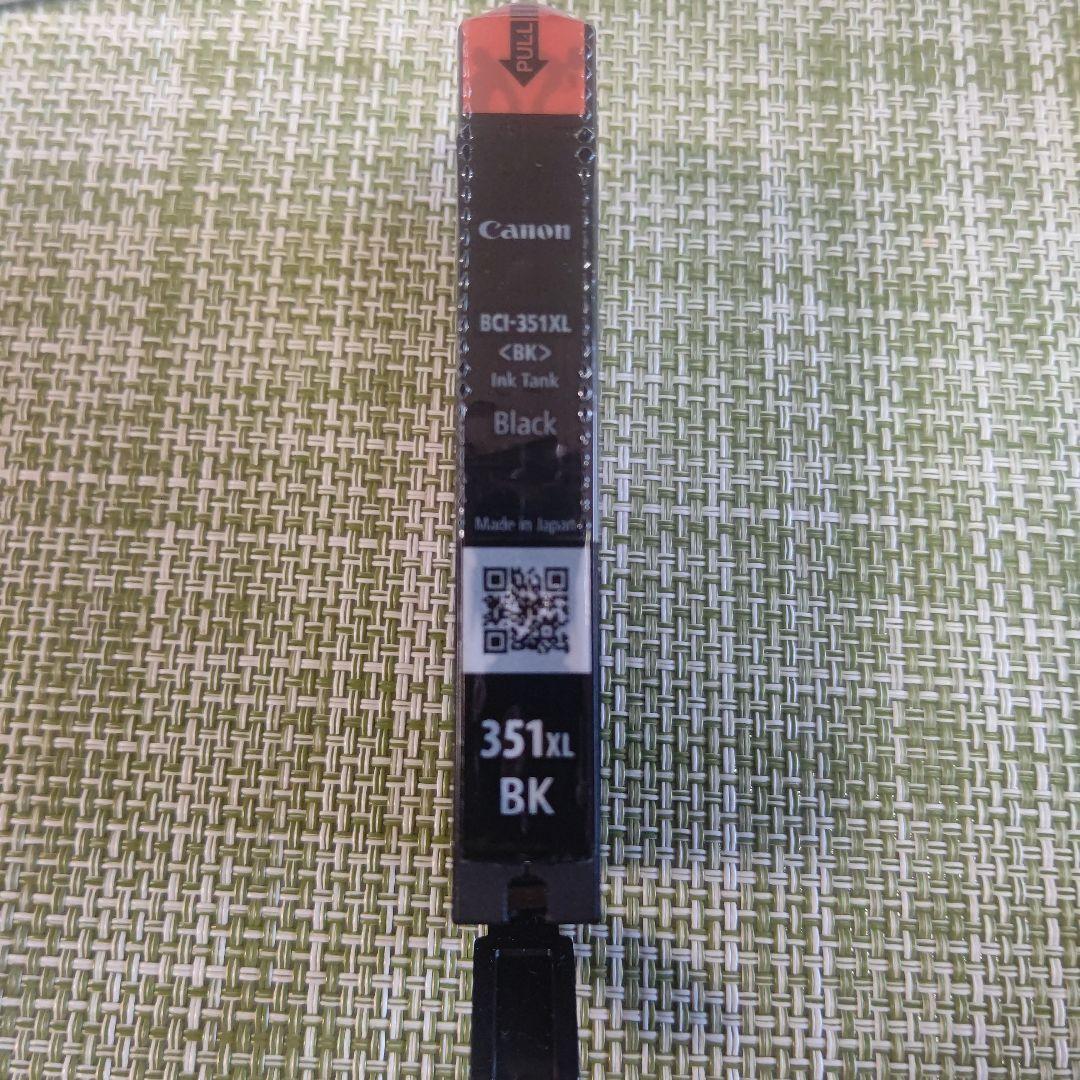 PULL
Canon
BCI-351XL
<BK>
Ink Tank
Black
Made in Japan
351XL
BK